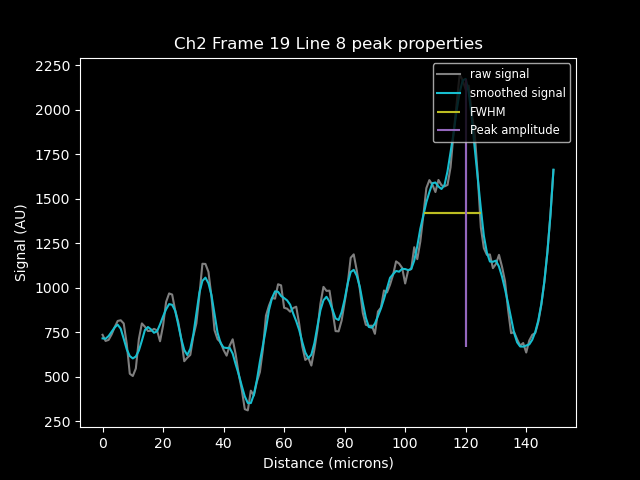 Ch2 Frame 19 Line 8 peak properties
raw signal
smoothed signal
FWHM
Peak amplitude
2250
2000
1750
1500
1250
1000
750
500
250
Signal (AU)
0 20 40 60 80 100 120 140
Distance (microns)